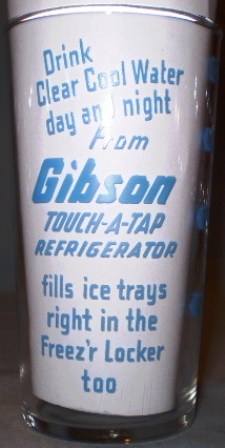 Drink
Clear Cool Water
day and night
From
Gibson
TOUCH-A-TAP
REFRIGERATOR
fills ice trays
right in the
Freez'r Locker
too